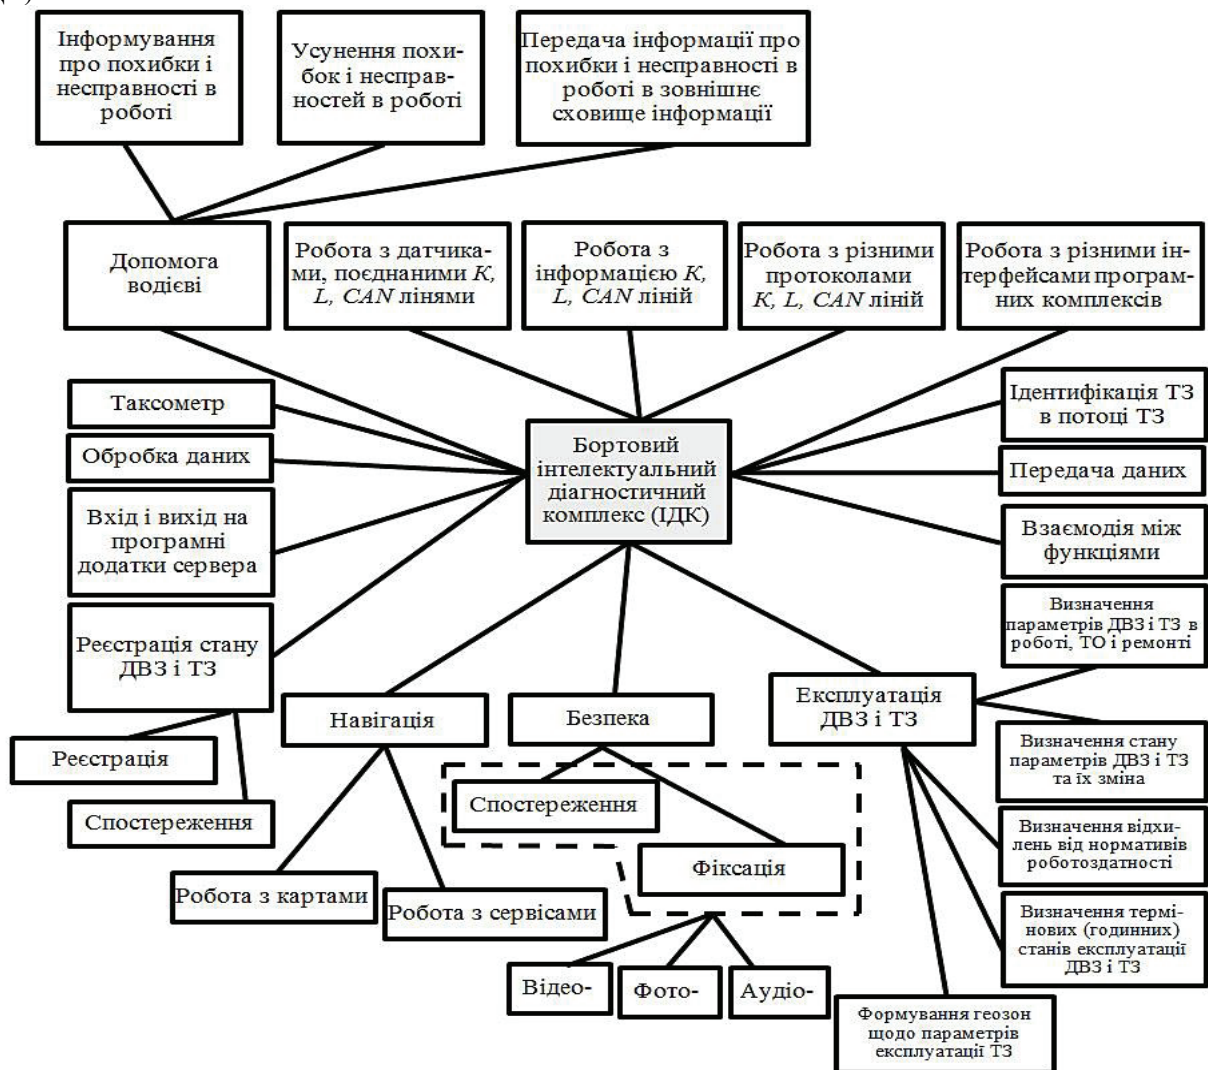 Інформування
про похибки і
несправності в
роботі
Усунення похи-
бок і несправ-
ностей в роботі
Передача інформації про
похибки і несправності в
роботі в зовнішнє
сховище інформації
Допомога
водієві
Робота з датчика-
ми, поєднаними K,
L, CAN лінями
Робота з
інформацією K,
L, CAN ліній
Робота з різними
протоколами
K, L, CAN ліній
Робота з різними ін-
терфейсами програм-
них комплексів
Таксометр
Обробка даних
Вхід і вихід на
програмні
додатки сервера
Реєстрація стану
ДВЗ і ТЗ
Бортовий
інтелектуальний
діагностичний
комплекс (ІДК)
Ідентифікація ТЗ
в потоці ТЗ
Передача даних
Взаємодія між
функціями
Визначення
параметрів ДВЗ і ТЗ в
роботі, ТО і ремонті
Навігація
Безпека
Експлуатація
ДВЗ і ТЗ
Реєстрація
Спостереження
Спостереження
Фіксація
Визначення стану
параметрів ДВЗ і ТЗ
та їх зміна
Визначення відхи-
лень від нормативів
роботоздатності
Робота з картами
Робота з сервісами
Визначення термі-
нових (годинних)
станів експлуатації
ДВЗ і ТЗ
Відео-
Фото-
Аудіо-
Формування геозон
щодо параметрів
експлуатації ТЗ